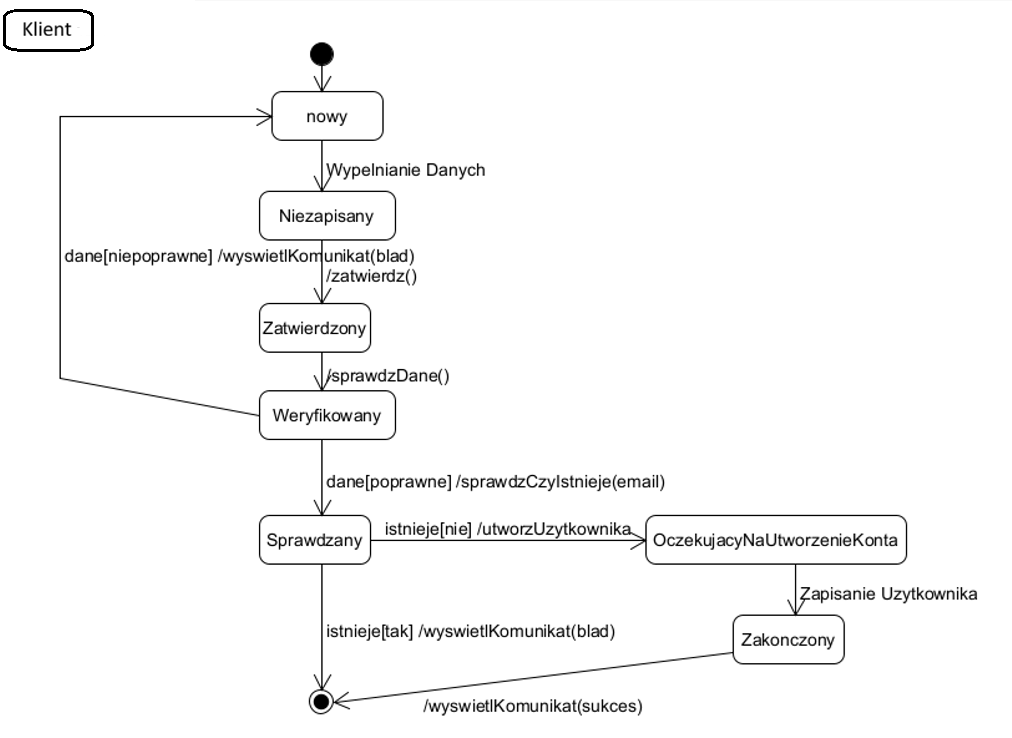 Klient
nowy
Wypelnianie Danych
Niezapisany
dane[niepoprawne] /wyswietlKomunikat(blad)
/zatwierdz()
Zatwierdzony
/sprawdzDane()
Weryfikowany
dane[poprawne] /sprawdzCzyIstnieje(email)
Sprawdzany
istnieje[nie] /utworzUzytkownika
OczekujacyNaUtworzenieKonta
Zapisanie Uzytkownika
istnieje[tak] /wyswietlKomunikat(blad)
Zakonczony
/wyswietlKomunikat(sukces)